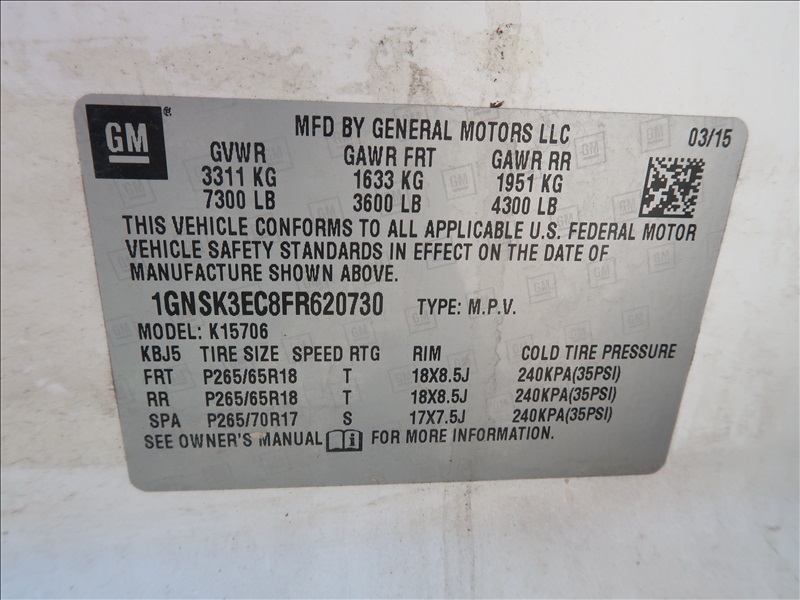 GM ®
MFD BY GENERAL MOTORS LLC 03/15
GVWR GAWR FRT GAWR RR
3311 KG 1633 KG 1951 KG
7300 LB 3600 LB 4300 LB
THIS VEHICLE CONFORMS TO ALL APPLICABLE U.S. FEDERAL MOTOR
VEHICLE SAFETY STANDARDS IN EFFECT ON THE DATE OF
MANUFACTURE SHOWN ABOVE.
1GNSK3EC8FR620730 TYPE: M.P.V.
MODEL: K15706
KBJ5 TIRE SIZE SPEED RTG RIM COLD TIRE PRESSURE
FRT P265/65R18 T 18X8.5J 240KPA(35PSI)
RR P265/65R18 T 18X8.5J 240KPA(35PSI)
SPA P265/70R17 S 17X7.5J 240KPA(35PSI)
SEE OWNER'S MANUAL i FOR MORE INFORMATION.